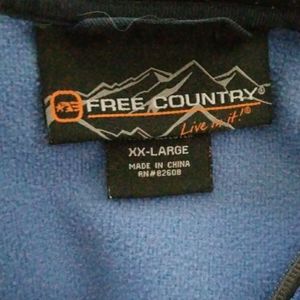 FREE COUNTRY®
Live in it!®
XX-LARGE
MADE IN CHINA
RN#82608